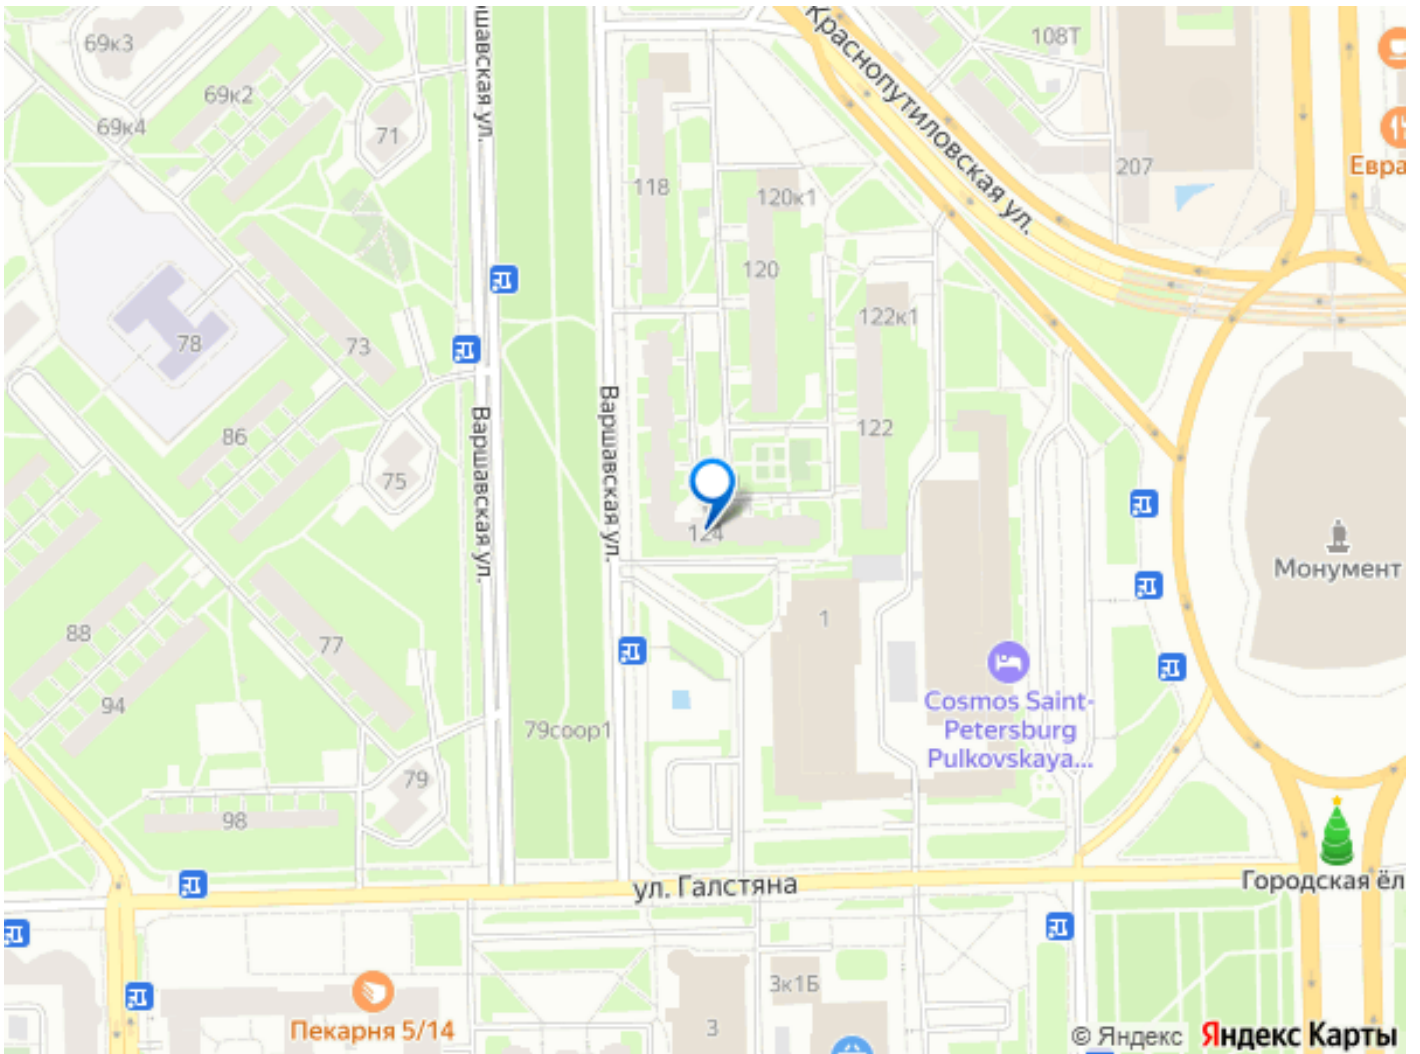 69к3
69к2
69к4
71
ршавская ул.
Краснопутиловская ул.
108Т
207
Евра
118
120к1
120
122к1
122
78
73
86
75
Варшавская ул.
Варшавская ул.
124
1
Монумент
88
77
94
79соор1
Cosmos Saint-
Petersburg
Pulkovskaya...
79
98
ул. Галстяна
Городская ёл
3к1Б
3
Пекарня 5/14
© Яндекс
Яндекс Карты